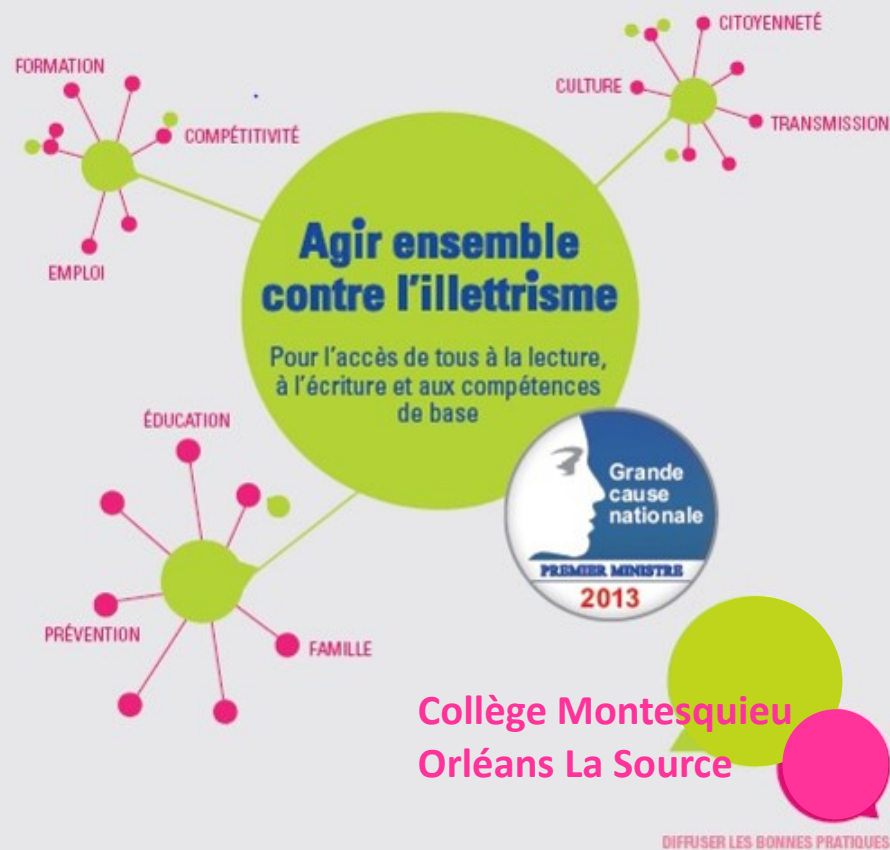 CITOYENNETÉ
FORMATION
CULTURE
TRANSMISSION
COMPÉTITIVITÉ
EMPLOI
Agir ensemble
contre l'illettrisme
Pour l'accès de tous à la lecture,
à l'écriture et aux compétences
de base
ÉDUCATION
Grande
cause
nationale
PREMIER MINISTRE
2013
PRÉVENTION
FAMILLE
Collège Montesquieu
Orléans La Source
DIFFUSER LES BONNES PRATIQUES